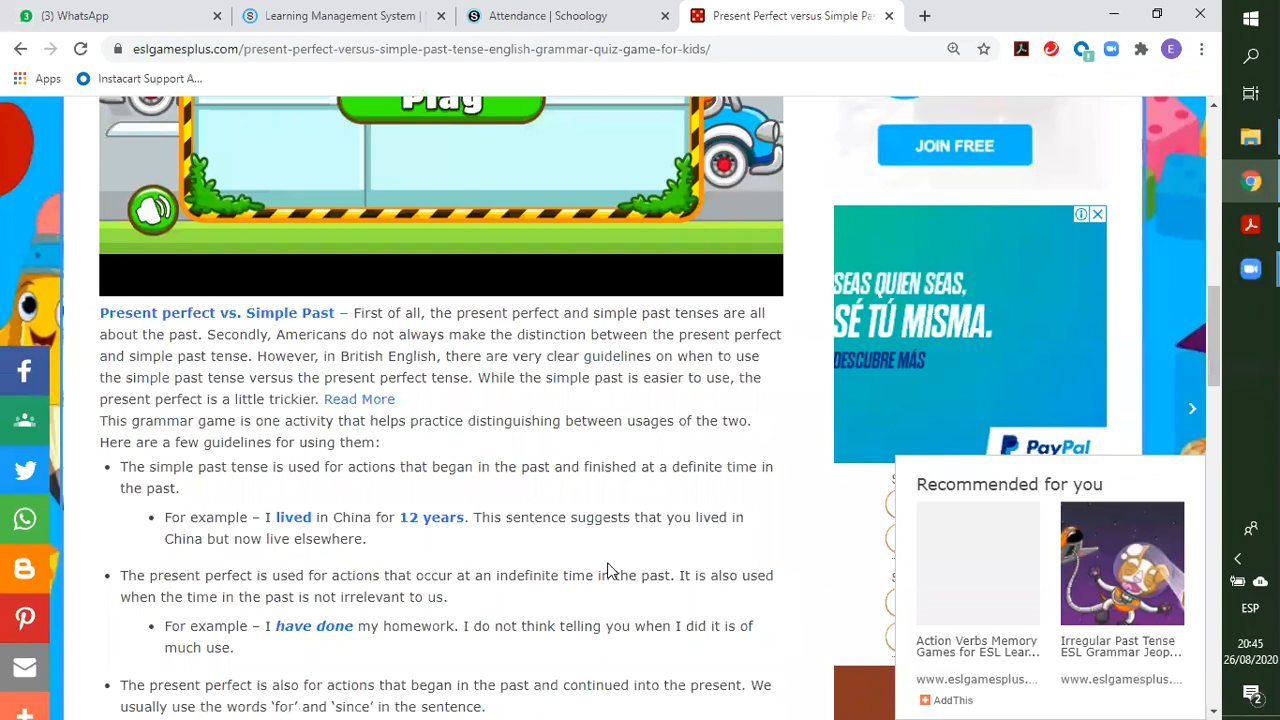 (3) WhatsApp
Learning Management System |
Attendance | Schoology
Present Perfect versus Simple Pas
eslgamesplus.com/present-perfect-versus-simple-past-tense-english-grammar-quiz-game-for-kids/
E
Apps
Instacart Support A...
Play
JOIN FREE
SEAS QUIEN SEAS,
SÉ TÚ MISMA.
DESCUBRE MÁS
PayPal
Present perfect vs. Simple Past – First of all, the present perfect and simple past tenses are all
about the past. Secondly, Americans do not always make the distinction between the present perfect
and simple past tense. However, in British English, there are very clear guidelines on when to use
the simple past tense versus the present perfect tense. While the simple past is easier to use, the
present perfect is a little trickier. Read More
This grammar game is one activity that helps practice distinguishing between usages of the two.
Here are a few guidelines for using them:
• The simple past tense is used for actions that began in the past and finished at a definite time in
the past.
• For example – I lived in China for 12 years. This sentence suggests that you lived in
China but now live elsewhere.
• The present perfect is used for actions that occur at an indefinite time in the past. It is also used
when the time in the past is not irrelevant to us.
• For example – I have done my homework. I do not think telling you when I did it is of
much use.
• The present perfect is also for actions that began in the past and continued into the present. We
usually use the words ‘for’ and ‘since’ in the sentence.
Recommended for you
Action Verbs Memory
Games for ESL Lear...
www.eslgamesplus....
Irregular Past Tense
ESL Grammar Jeop...
www.eslgamesplus....
AddThis
ESP
20:45
26/08/2020
2